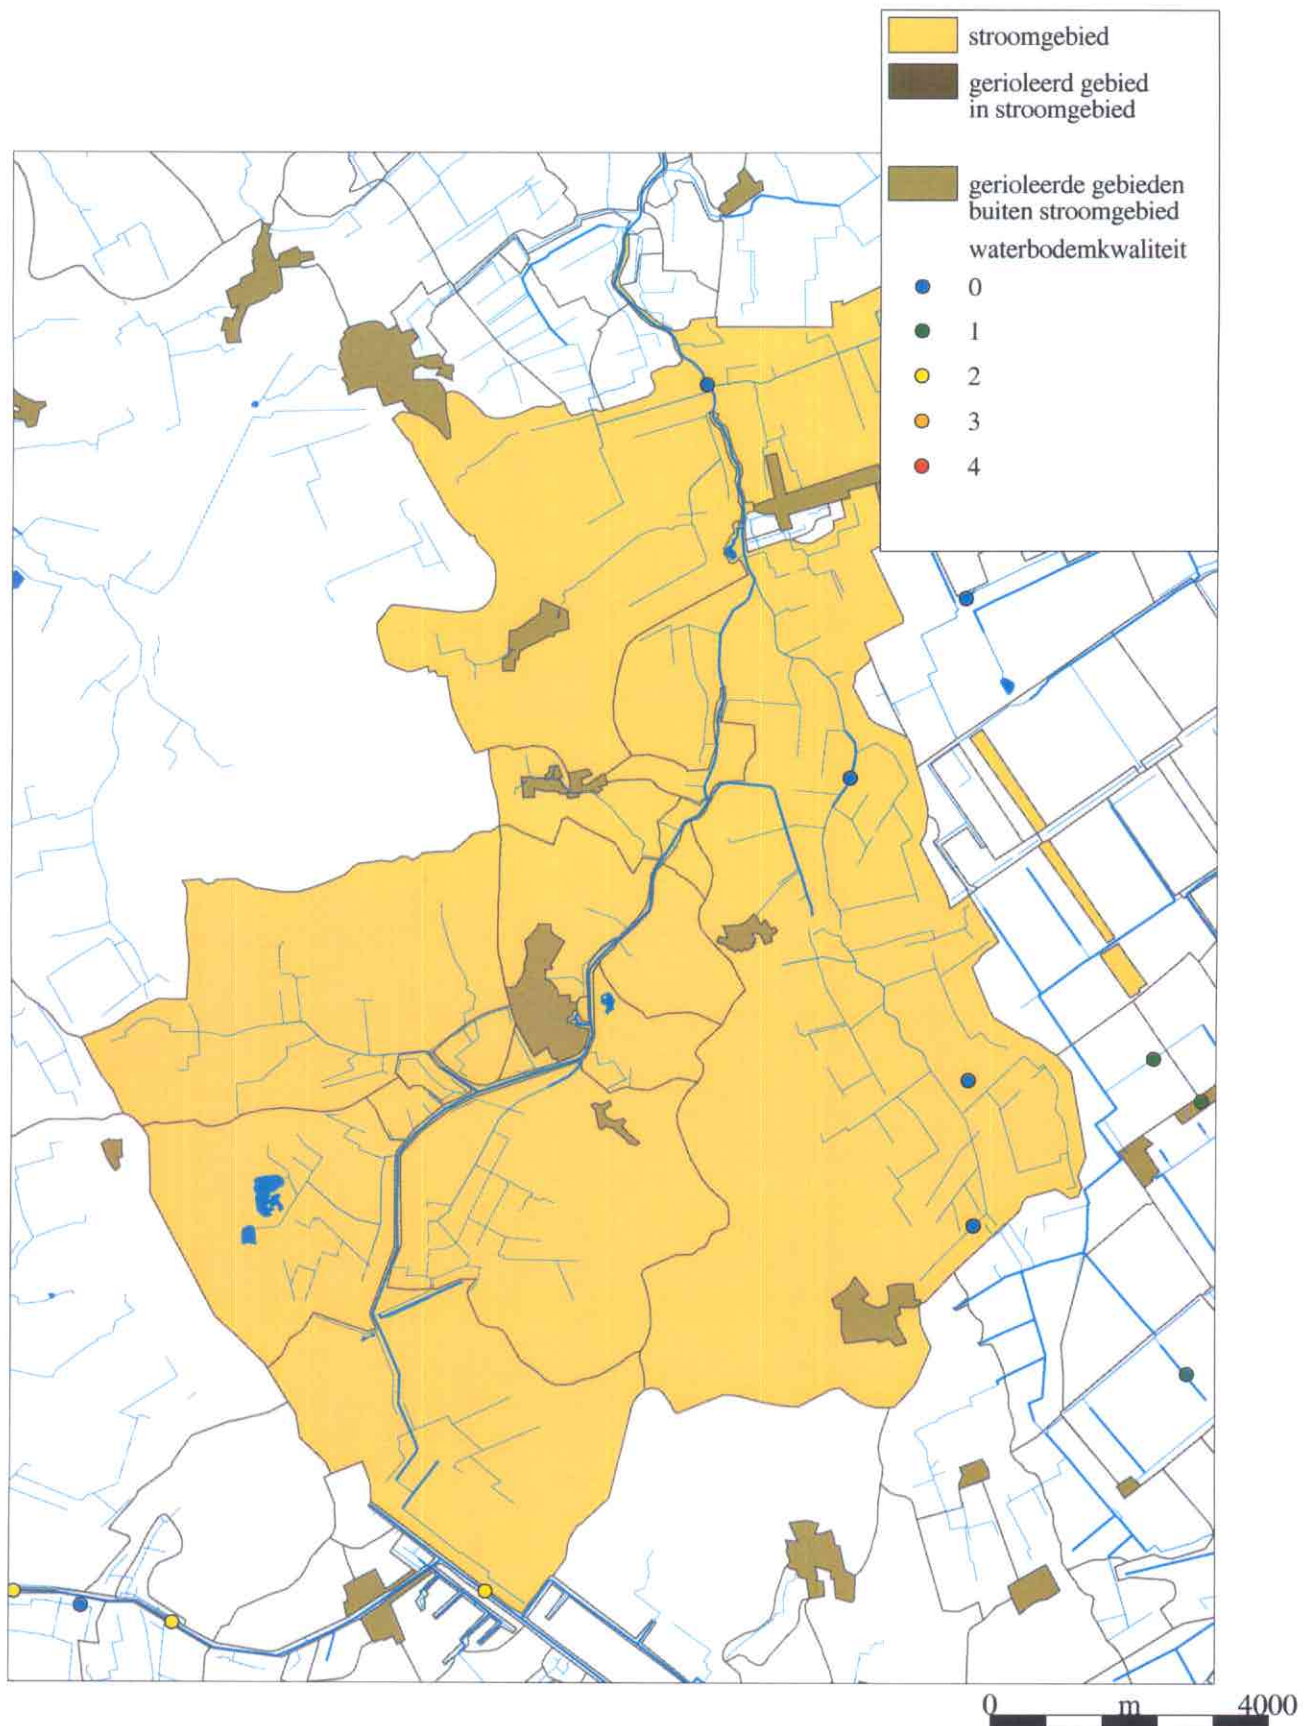 stroomgebied
gerioleerd gebied
in stroomgebied
gerioleerde gebieden
buiten stroomgebied
waterbodemkwaliteit
0
1
2
3
4
0 m 4000